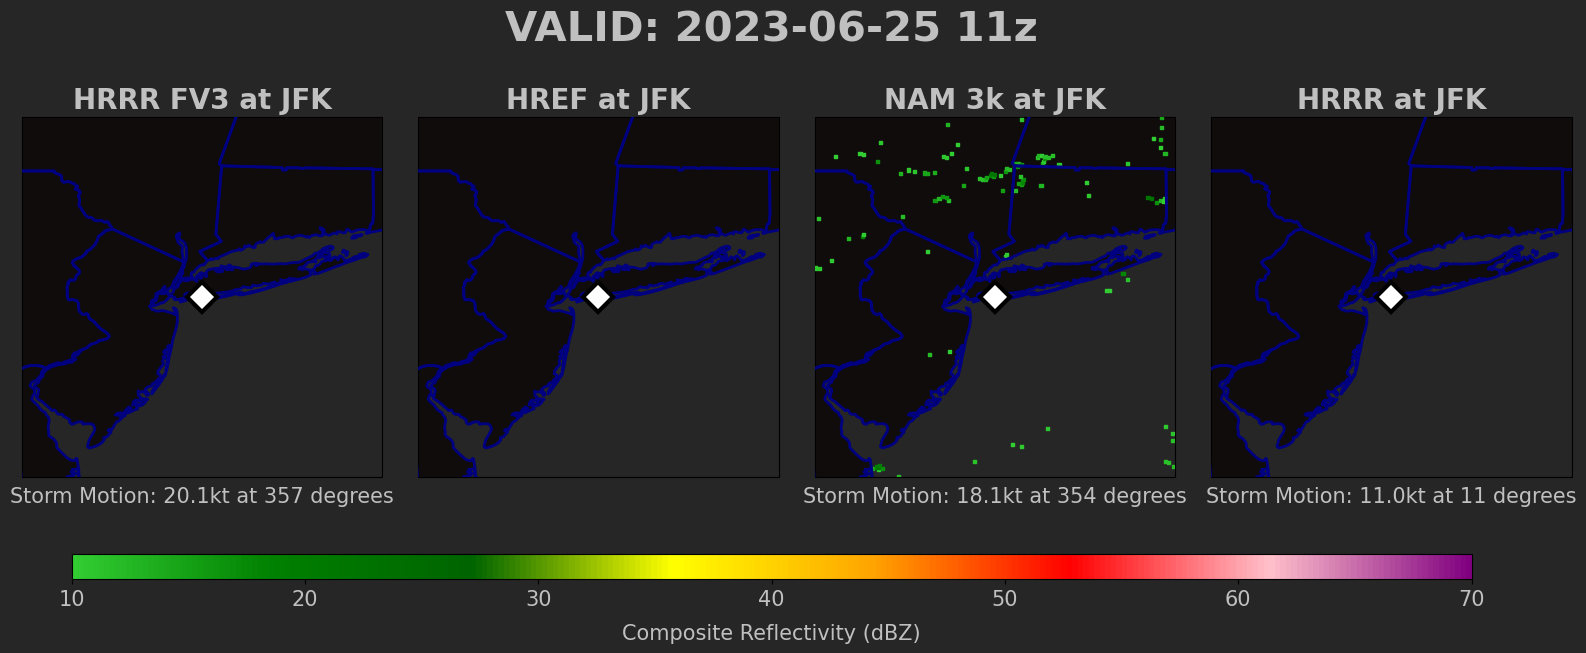 VALID: 2023-06-25 11z
HRRR FV3 at JFK
HREF at JFK
NAM 3k at JFK
HRRR at JFK
Storm Motion: 20.1kt at 357 degrees
Storm Motion: 18.1kt at 354 degrees
Storm Motion: 11.0kt at 11 degrees
10 20 30 40 50 60 70
Composite Reflectivity (dBZ)